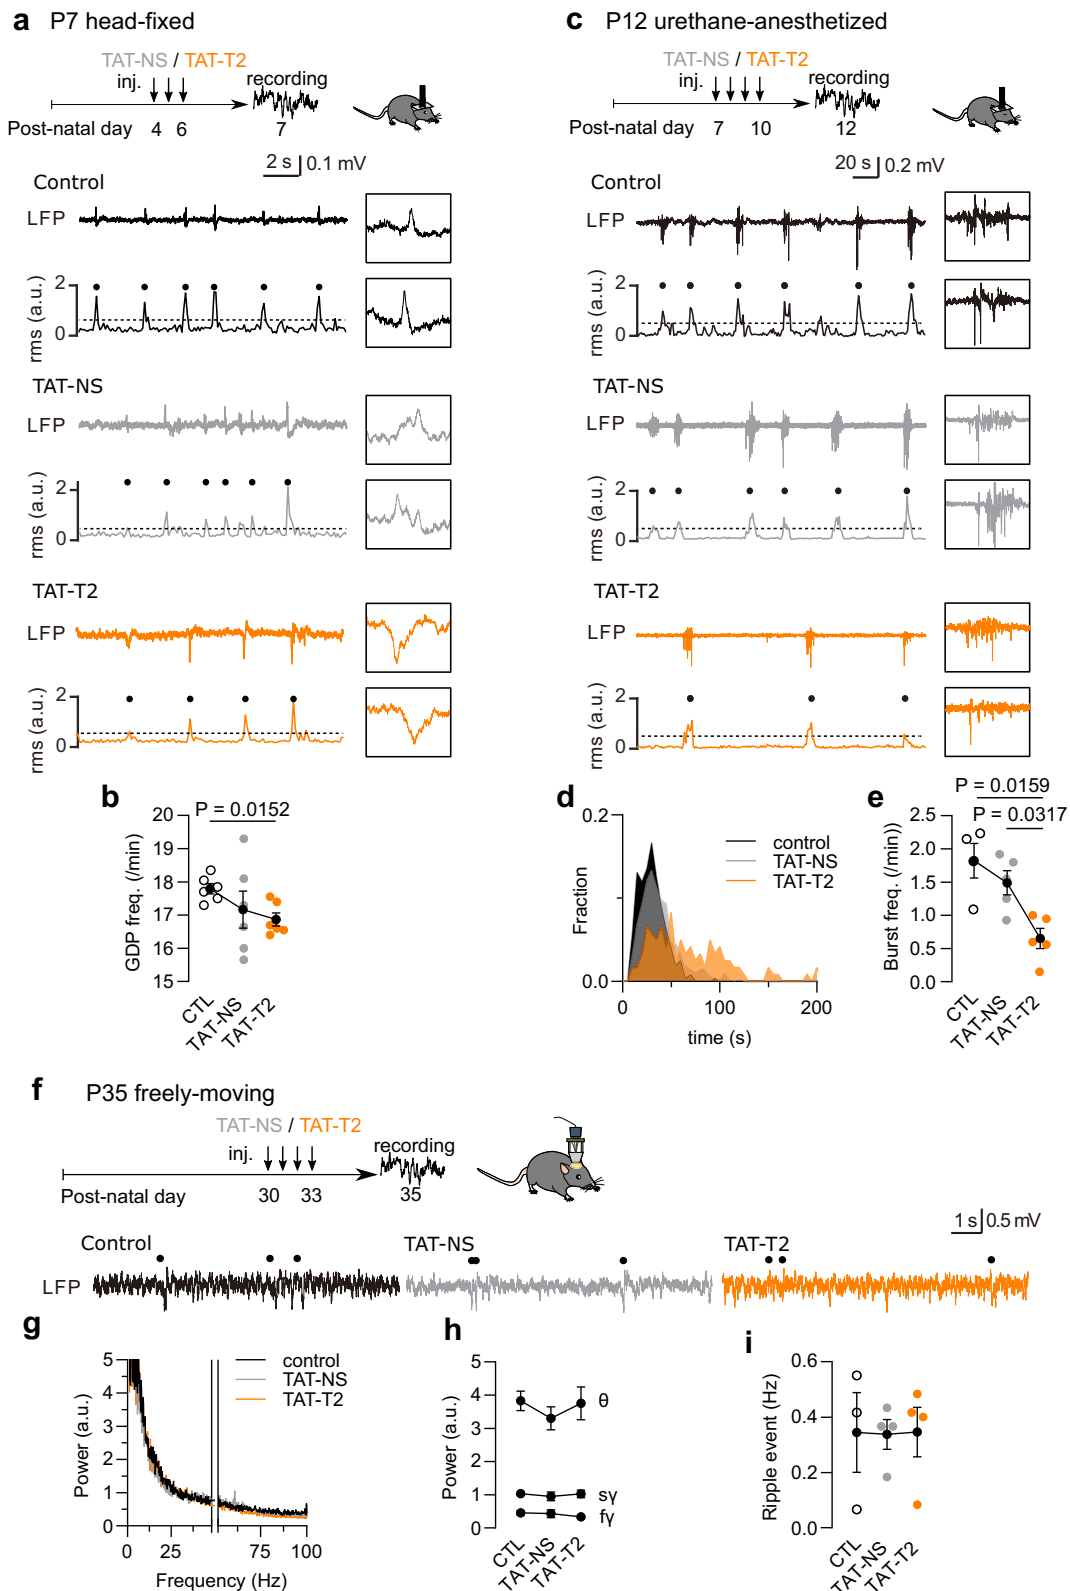 a P7 head-fixed
TAT-NS / TAT-T2
inj.
recording
Post-natal day 4 6 7
2 s 0.1 mV
Control
LFP
rms (a.u.)
2
0
TAT-NS
LFP
rms (a.u.)
2
0
TAT-T2
LFP
rms (a.u.)
2
0
c P12 urethane-anesthetized
TAT-NS / TAT-T2
inj.
recording
Post-natal day 7 10 12
20 s 0.2 mV
Control
LFP
rms (a.u.)
2
0
TAT-NS
LFP
rms (a.u.)
2
0
TAT-T2
LFP
rms (a.u.)
2
0
b
P = 0.0152
GDP freq. (/min)
20
19
18
17
16
15
CTL
TAT-NS
TAT-T2
d
Fraction
0.2
0.0
control
TAT-NS
TAT-T2
0 100 200
time (s)
e
P = 0.0159
P = 0.0317
Burst freq. (/min))
2.5
2.0
1.5
1.0
0.5
0.0
CTL
TAT-NS
TAT-T2
f P35 freely-moving
TAT-NS / TAT-T2
inj.
recording
Post-natal day 30 33 35
1 s 0.5 mV
Control
TAT-NS
TAT-T2
LFP
g
Power (a.u.)
5
4
3
2
1
0
control
TAT-NS
TAT-T2
0 25 75 100
Frequency (Hz)
h
Power (a.u.)
5
4
3
2
1
0
θ
sγ
fγ
CTL
TAT-NS
TAT-T2
i
Ripple event (Hz)
0.6
0.4
0.2
0.0
CTL
TAT-NS
TAT-T2